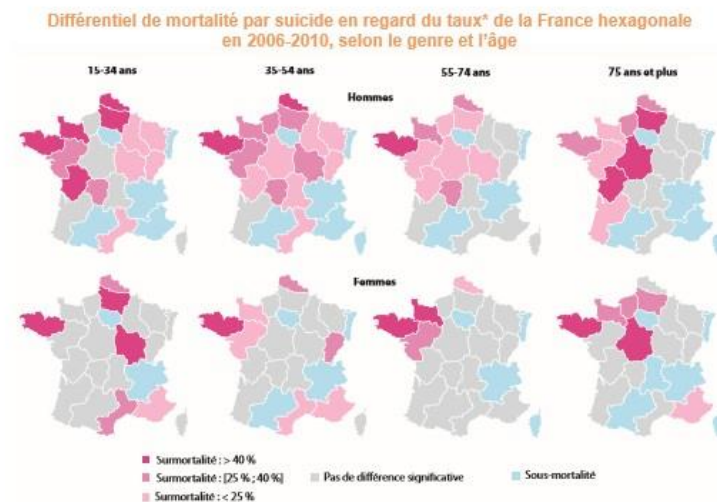 Différentiel de mortalité par suicide en regard du taux* de la France hexagonale
en 2006-2010, selon le genre et l'âge
15-34 ans
35-54 ans
55-74 ans
75 ans et plus
Hommes
Femmes
Surmortalité : > 40 %
Surmortalité : [25 % ; 40 %]
Surmortalité : < 25 %
Pas de différence significative
Sous-mortalité